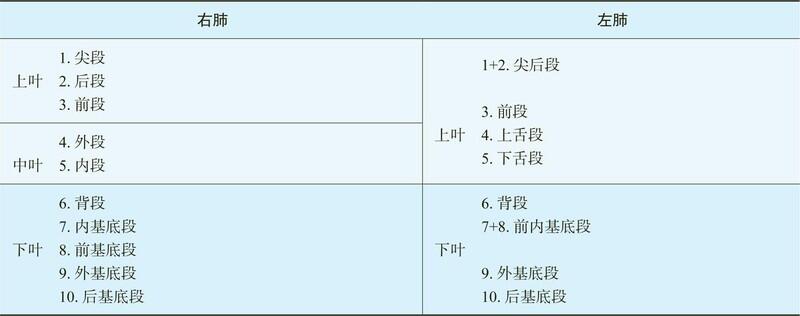 右肺 左肺
上叶
1. 尖段
2. 后段
3. 前段
中叶
4. 外段
5. 内段
上叶
1+2. 尖后段
3. 前段
4. 上舌段
5. 下舌段
下叶
6. 背段
7. 内基底段
8. 前基底段
9. 外基底段
10. 后基底段
下叶
6. 背段
7+8. 前内基底段
9. 外基底段
10. 后基底段